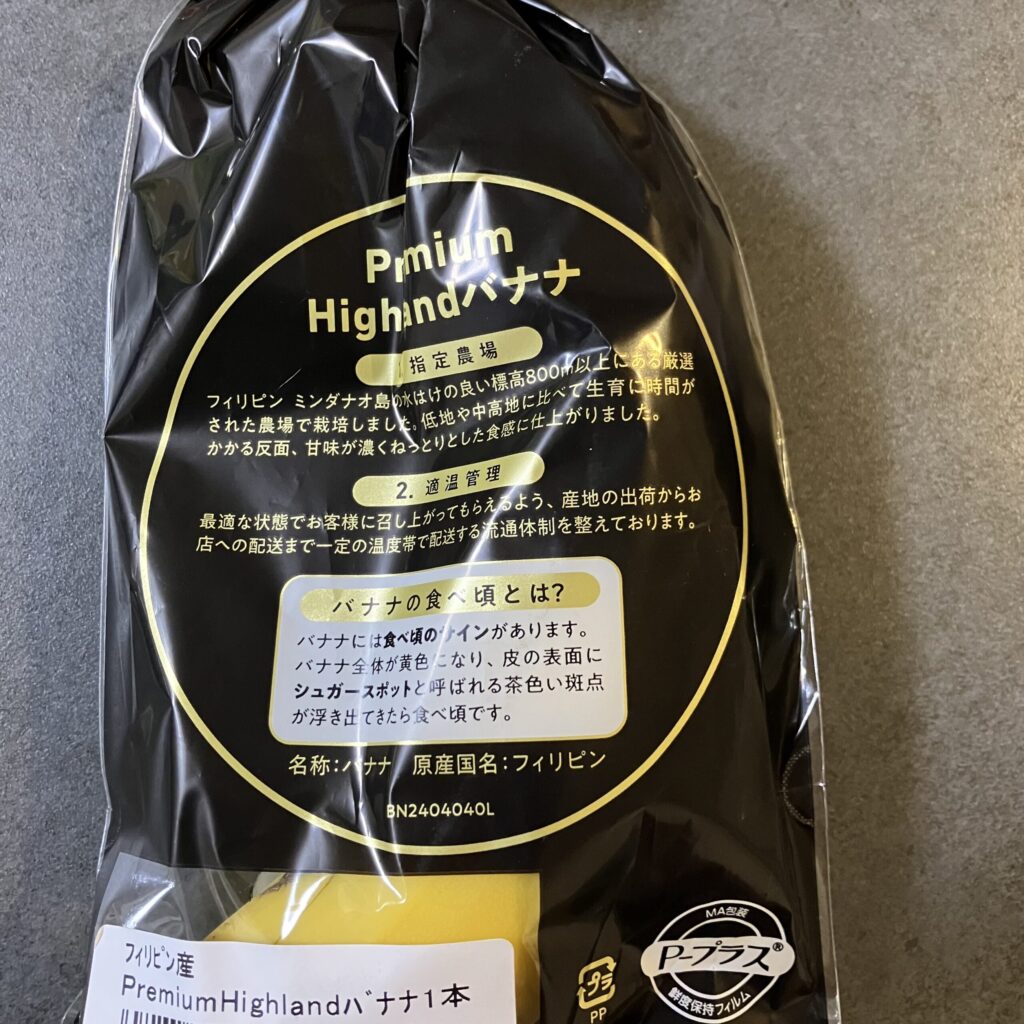 Premium
Highlandバナナ
1. 指定農場
フィリピン ミンダナオ島の水はけの良い標高800m以上にある厳選
された農場で栽培しました。低地や中高地に比べて生育に時間が
かかる反面、甘味が濃くねっとりとした食感に仕上がりました。
2. 適温管理
最適な状態でお客様に召し上がってもらえるよう、産地の出荷からお
店への配送まで一定の温度帯で配送する流通体制を整えております。
バナナの食べ頃とは?
バナナには食べ頃のサインがあります。
バナナ全体が黄色になり、皮の表面に
シュガースポットと呼ばれる茶色い斑点
が浮き出てきたら食べ頃です。
名称:バナナ 原産国名:フィリピン
BN2404040L
フィリピン産
PremiumHighlandバナナ1本
プラ
PP
MA包装
P-プラス®
鮮度保持フィルム